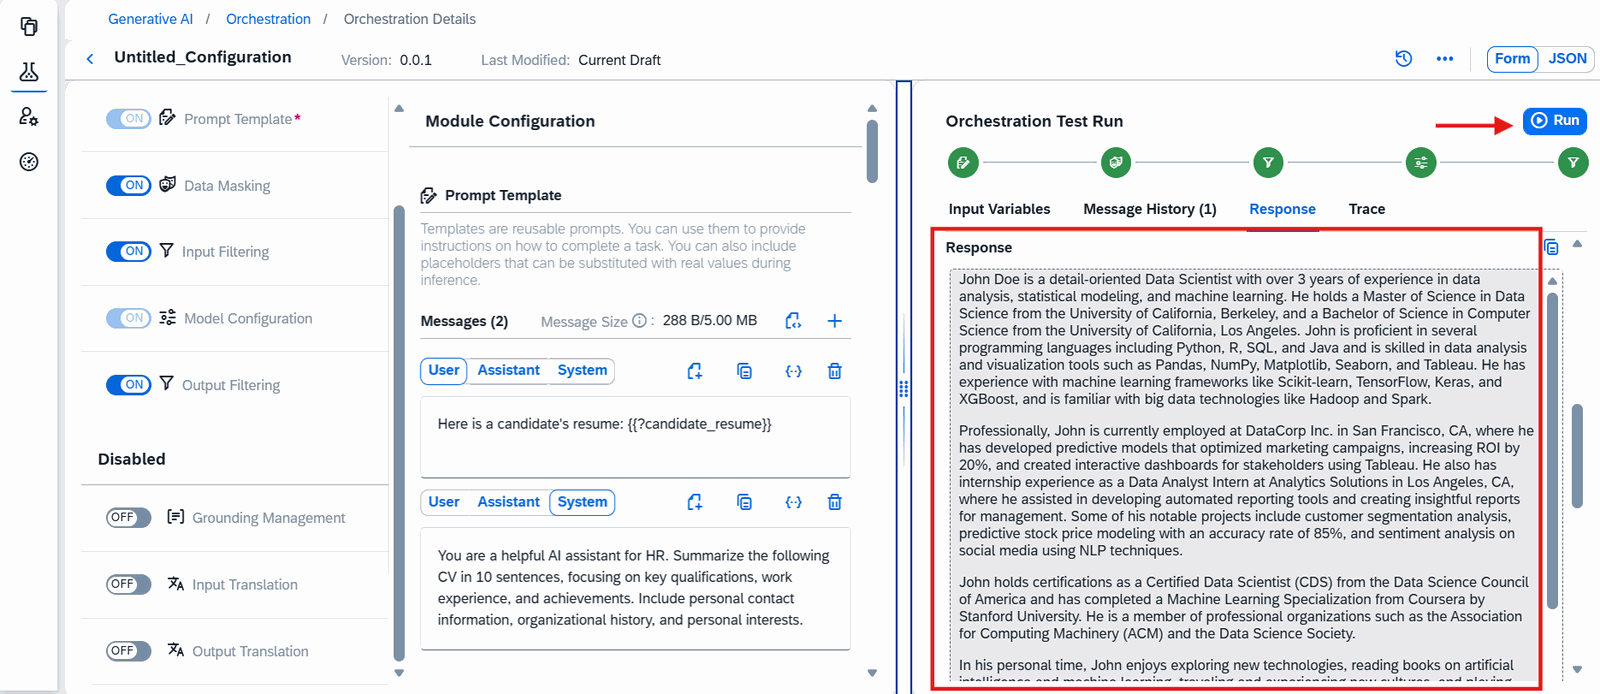 Generative AI / Orchestration / Orchestration Details
Untitled_Configuration Version: 0.0.1 Last Modified: Current Draft
Form JSON
ON Prompt Template*
ON Data Masking
ON Input Filtering
ON Model Configuration
ON Output Filtering
Disabled
OFF Grounding Management
OFF Input Translation
OFF Output Translation
Module Configuration
Prompt Template
Templates are reusable prompts. You can use them to provide
instructions on how to complete a task. You can also include
placeholders that can be substituted with real values during
inference.
Messages (2) Message Size : 288 B/5.00 MB
User Assistant System
Here is a candidate's resume: {{?candidate_resume}}
User Assistant System
You are a helpful AI assistant for HR. Summarize the following
CV in 10 sentences, focusing on key qualifications, work
experience, and achievements. Include personal contact
information, organizational history, and personal interests.
Orchestration Test Run
Run
Input Variables Message History (1) Response Trace
Response
John Doe is a detail-oriented Data Scientist with over 3 years of experience in data
analysis, statistical modeling, and machine learning. He holds a Master of Science in Data
Science from the University of California, Berkeley, and a Bachelor of Science in Computer
Science from the University of California, Los Angeles. John is proficient in several
programming languages including Python, R, SQL, and Java and is skilled in data analysis
and visualization tools such as Pandas, NumPy, Matplotlib, Seaborn, and Tableau. He has
experience with machine learning frameworks like Scikit-learn, TensorFlow, Keras, and
XGBoost, and is familiar with big data technologies like Hadoop and Spark.
Professionally, John is currently employed at DataCorp Inc. in San Francisco, CA, where he
has developed predictive models that optimized marketing campaigns, increasing ROI by
20%, and created interactive dashboards for stakeholders using Tableau. He also has
internship experience as a Data Analyst Intern at Analytics Solutions in Los Angeles, CA,
where he assisted in developing automated reporting tools and creating insightful reports
for management. Some of his notable projects include customer segmentation analysis,
predictive stock price modeling with an accuracy rate of 85%, and sentiment analysis on
social media using NLP techniques.
John holds certifications as a Certified Data Scientist (CDS) from the Data Science Council
of America and has completed a Machine Learning Specialization from Coursera by
Stanford University. He is a member of professional organizations such as the Association
for Computing Machinery (ACM) and the Data Science Society.
In his personal time, John enjoys exploring new technologies, reading books on artificial
intelligence and machine learning, traveling and experiencing new cultures, and playing